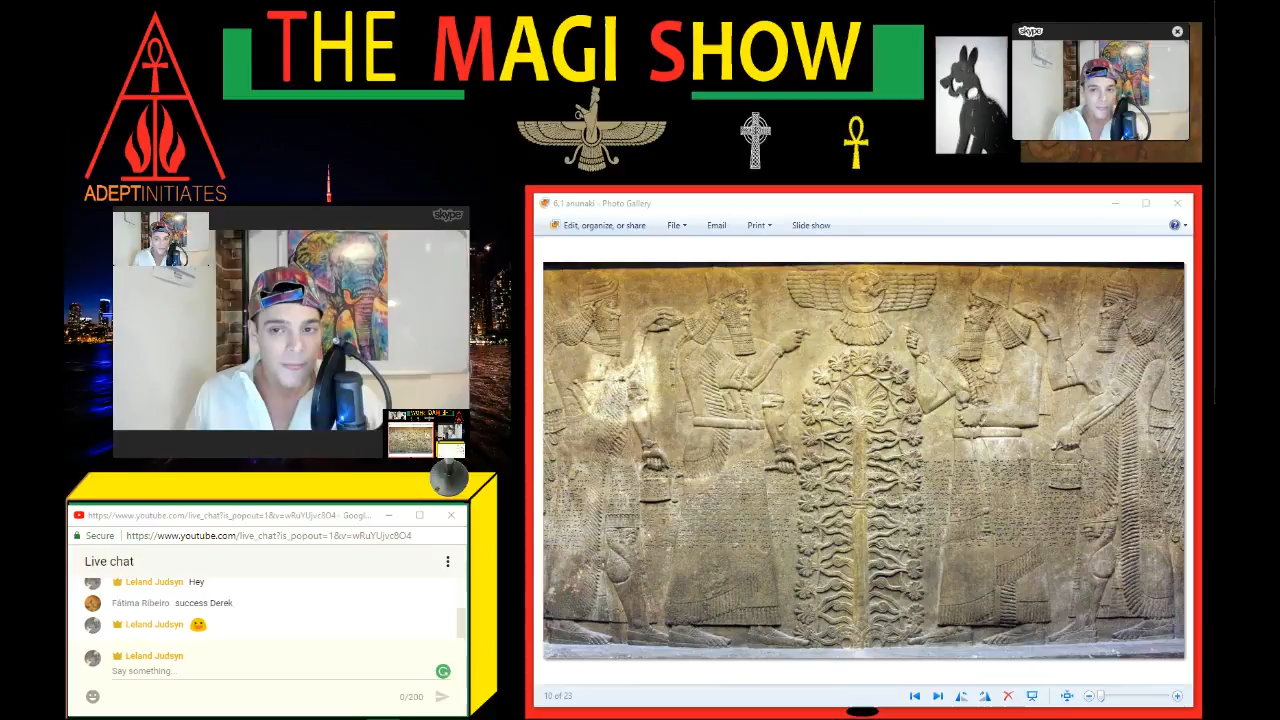 THE MAGI SHOW
skype
ADEPTINITIATES
skype
6.1 anunaki - Photo Gallery
Edit, organize, or share File Email Print Slide show
10 of 23
https://www.youtube.com/live_chat?is_popout=1&v=wRuYUjvc8O4 - Googl...
Secure https://www.youtube.com/live_chat?is_popout=1&v=wRuYUjvc8O4
Live chat
Leland Judsyn Hey
Fátima Ribeiro success Derek
Leland Judsyn
Leland Judsyn
Say something...
0/200